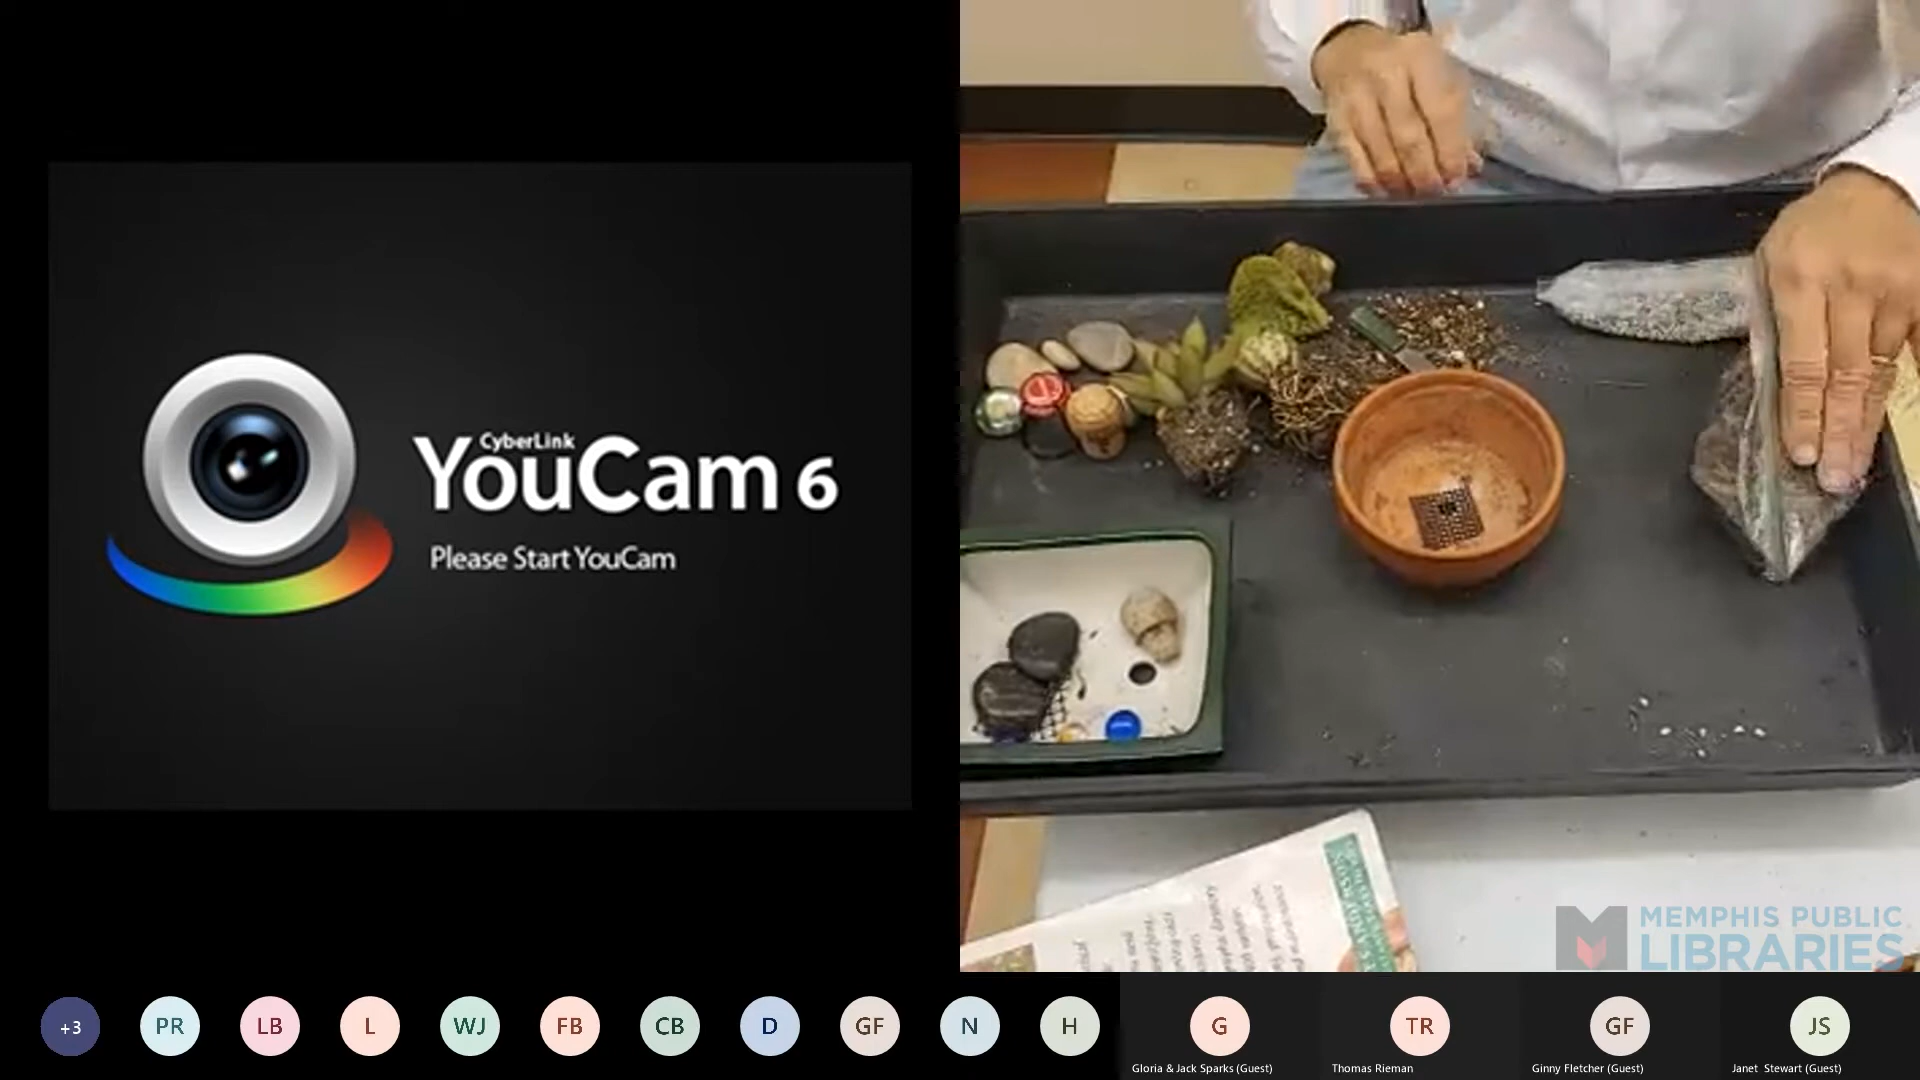 CyberLink
YouCam 6
Please Start YouCam
MEMPHIS PUBLIC
LIBRARIES
+3
PR
LB
L
WJ
FB
CB
D
GF
N
H
G
TR
GF
JS
Gloria & Jack Sparks (Guest)
Thomas Rieman
Ginny Fletcher (Guest)
Janet Stewart (Guest)